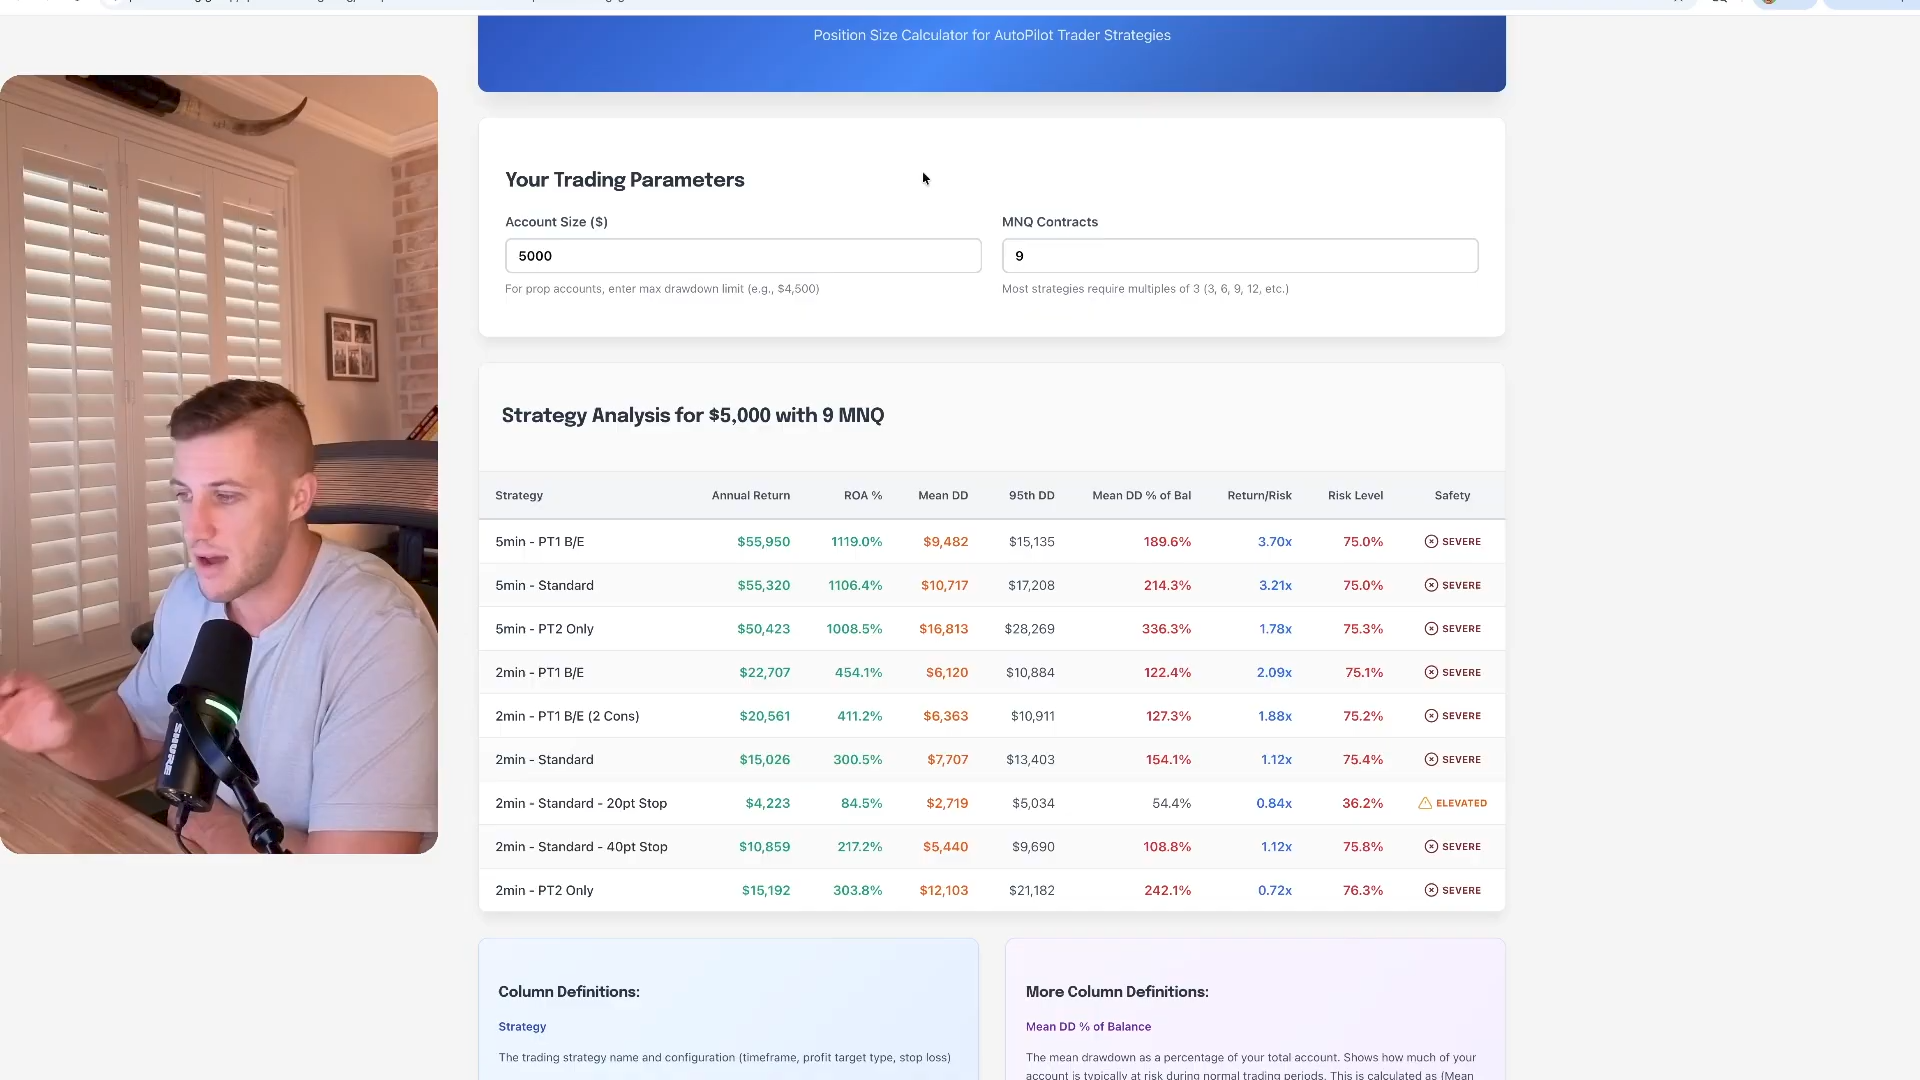 Position Size Calculator for AutoPilot Trader Strategies
Your Trading Parameters
Account Size ($)
MNQ Contracts
5000
9
For prop accounts, enter max drawdown limit (e.g., $4,500)
Most strategies require multiples of 3 (3, 6, 9, 12, etc.)
Strategy Analysis for $5,000 with 9 MNQ
Strategy Annual Return ROA % Mean DD 95th DD Mean DD % of Bal Return/Risk Risk Level Safety
5min - PT1 B/E $55,950 1119.0% $9,482 $15,135 189.6% 3.70x 75.0% SEVERE
5min - Standard $55,320 1106.4% $10,717 $17,208 214.3% 3.21x 75.0% SEVERE
5min - PT2 Only $50,423 1008.5% $16,813 $28,269 336.3% 1.78x 75.3% SEVERE
2min - PT1 B/E $22,707 454.1% $6,120 $10,884 122.4% 2.09x 75.1% SEVERE
2min - PT1 B/E (2 Cons) $20,561 411.2% $6,363 $10,911 127.3% 1.88x 75.2% SEVERE
2min - Standard $15,026 300.5% $7,707 $13,403 154.1% 1.12x 75.4% SEVERE
2min - Standard - 20pt Stop $4,223 84.5% $2,719 $5,034 54.4% 0.84x 36.2% ELEVATED
2min - Standard - 40pt Stop $10,859 217.2% $5,440 $9,690 108.8% 1.12x 75.8% SEVERE
2min - PT2 Only $15,192 303.8% $12,103 $21,182 242.1% 0.72x 76.3% SEVERE
Column Definitions:
Strategy
The trading strategy name and configuration (timeframe, profit target type, stop loss)
More Column Definitions:
Mean DD % of Balance
The mean drawdown as a percentage of your total account. Shows how much of your
account is typically at risk during normal trading periods. This is calculated as (Mean
SHURE